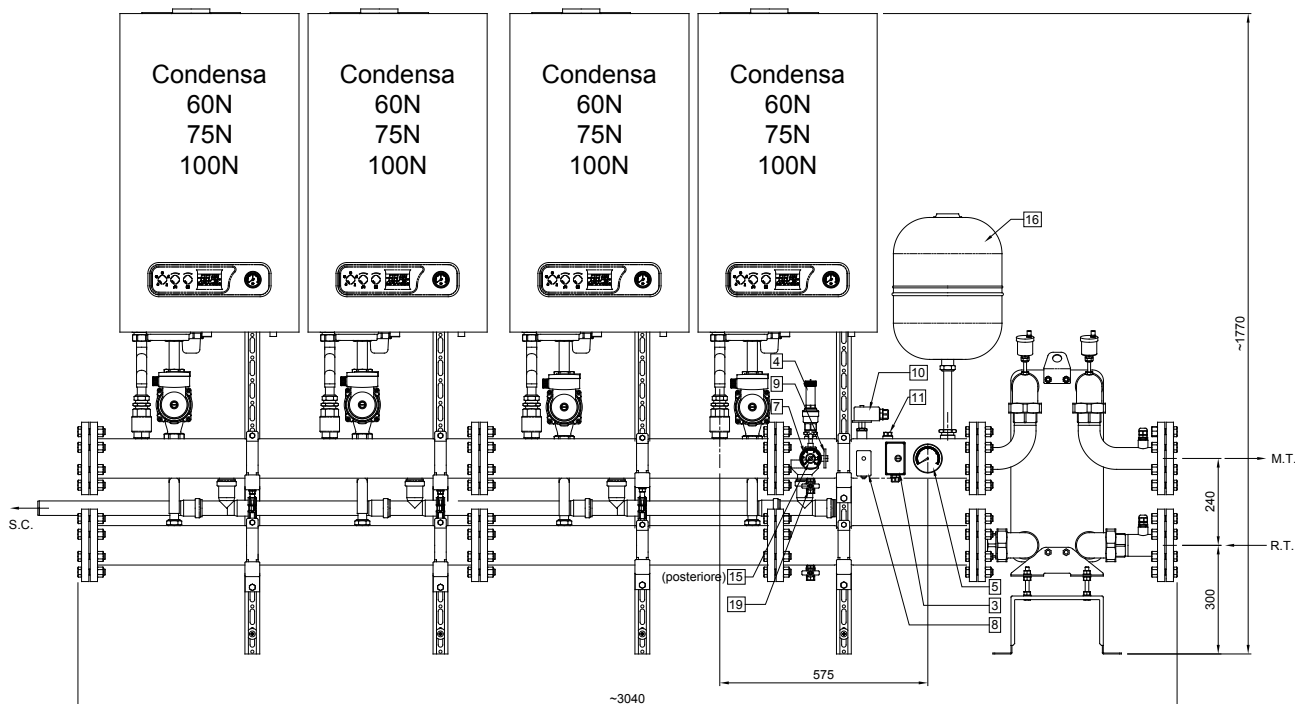 Condensa
60N
75N
100N
Condensa
60N
75N
100N
Condensa
60N
75N
100N
Condensa
60N
75N
100N
16
~1770
4
9
7
10
11
M.T.
240
S.C.
R.T.
(posteriore) 15
19
5
3
8
300
575
~3040